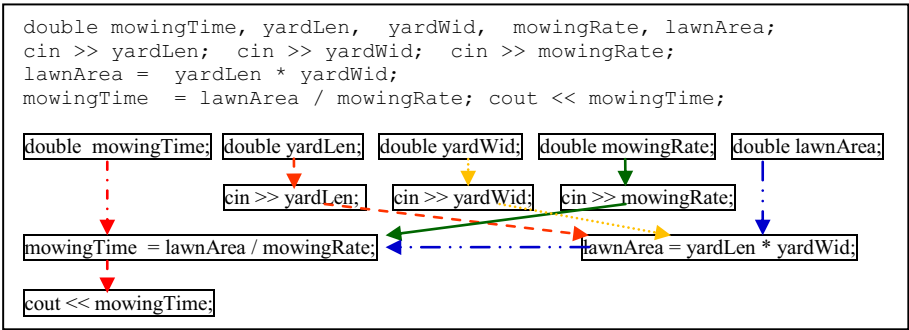 double mowingTime, yardLen, yardWid, mowingRate, lawnArea;
cin >> yardLen; cin >> yardWid; cin >> mowingRate;
lawnArea = yardLen * yardWid;
mowingTime = lawnArea / mowingRate; cout << mowingTime;
double mowingTime; double yardLen; double yardWid; double mowingRate; double lawnArea;
cin >> yardLen; cin >> yardWid; cin >> mowingRate;
mowingTime = lawnArea / mowingRate; lawnArea = yardLen * yardWid;
cout << mowingTime;